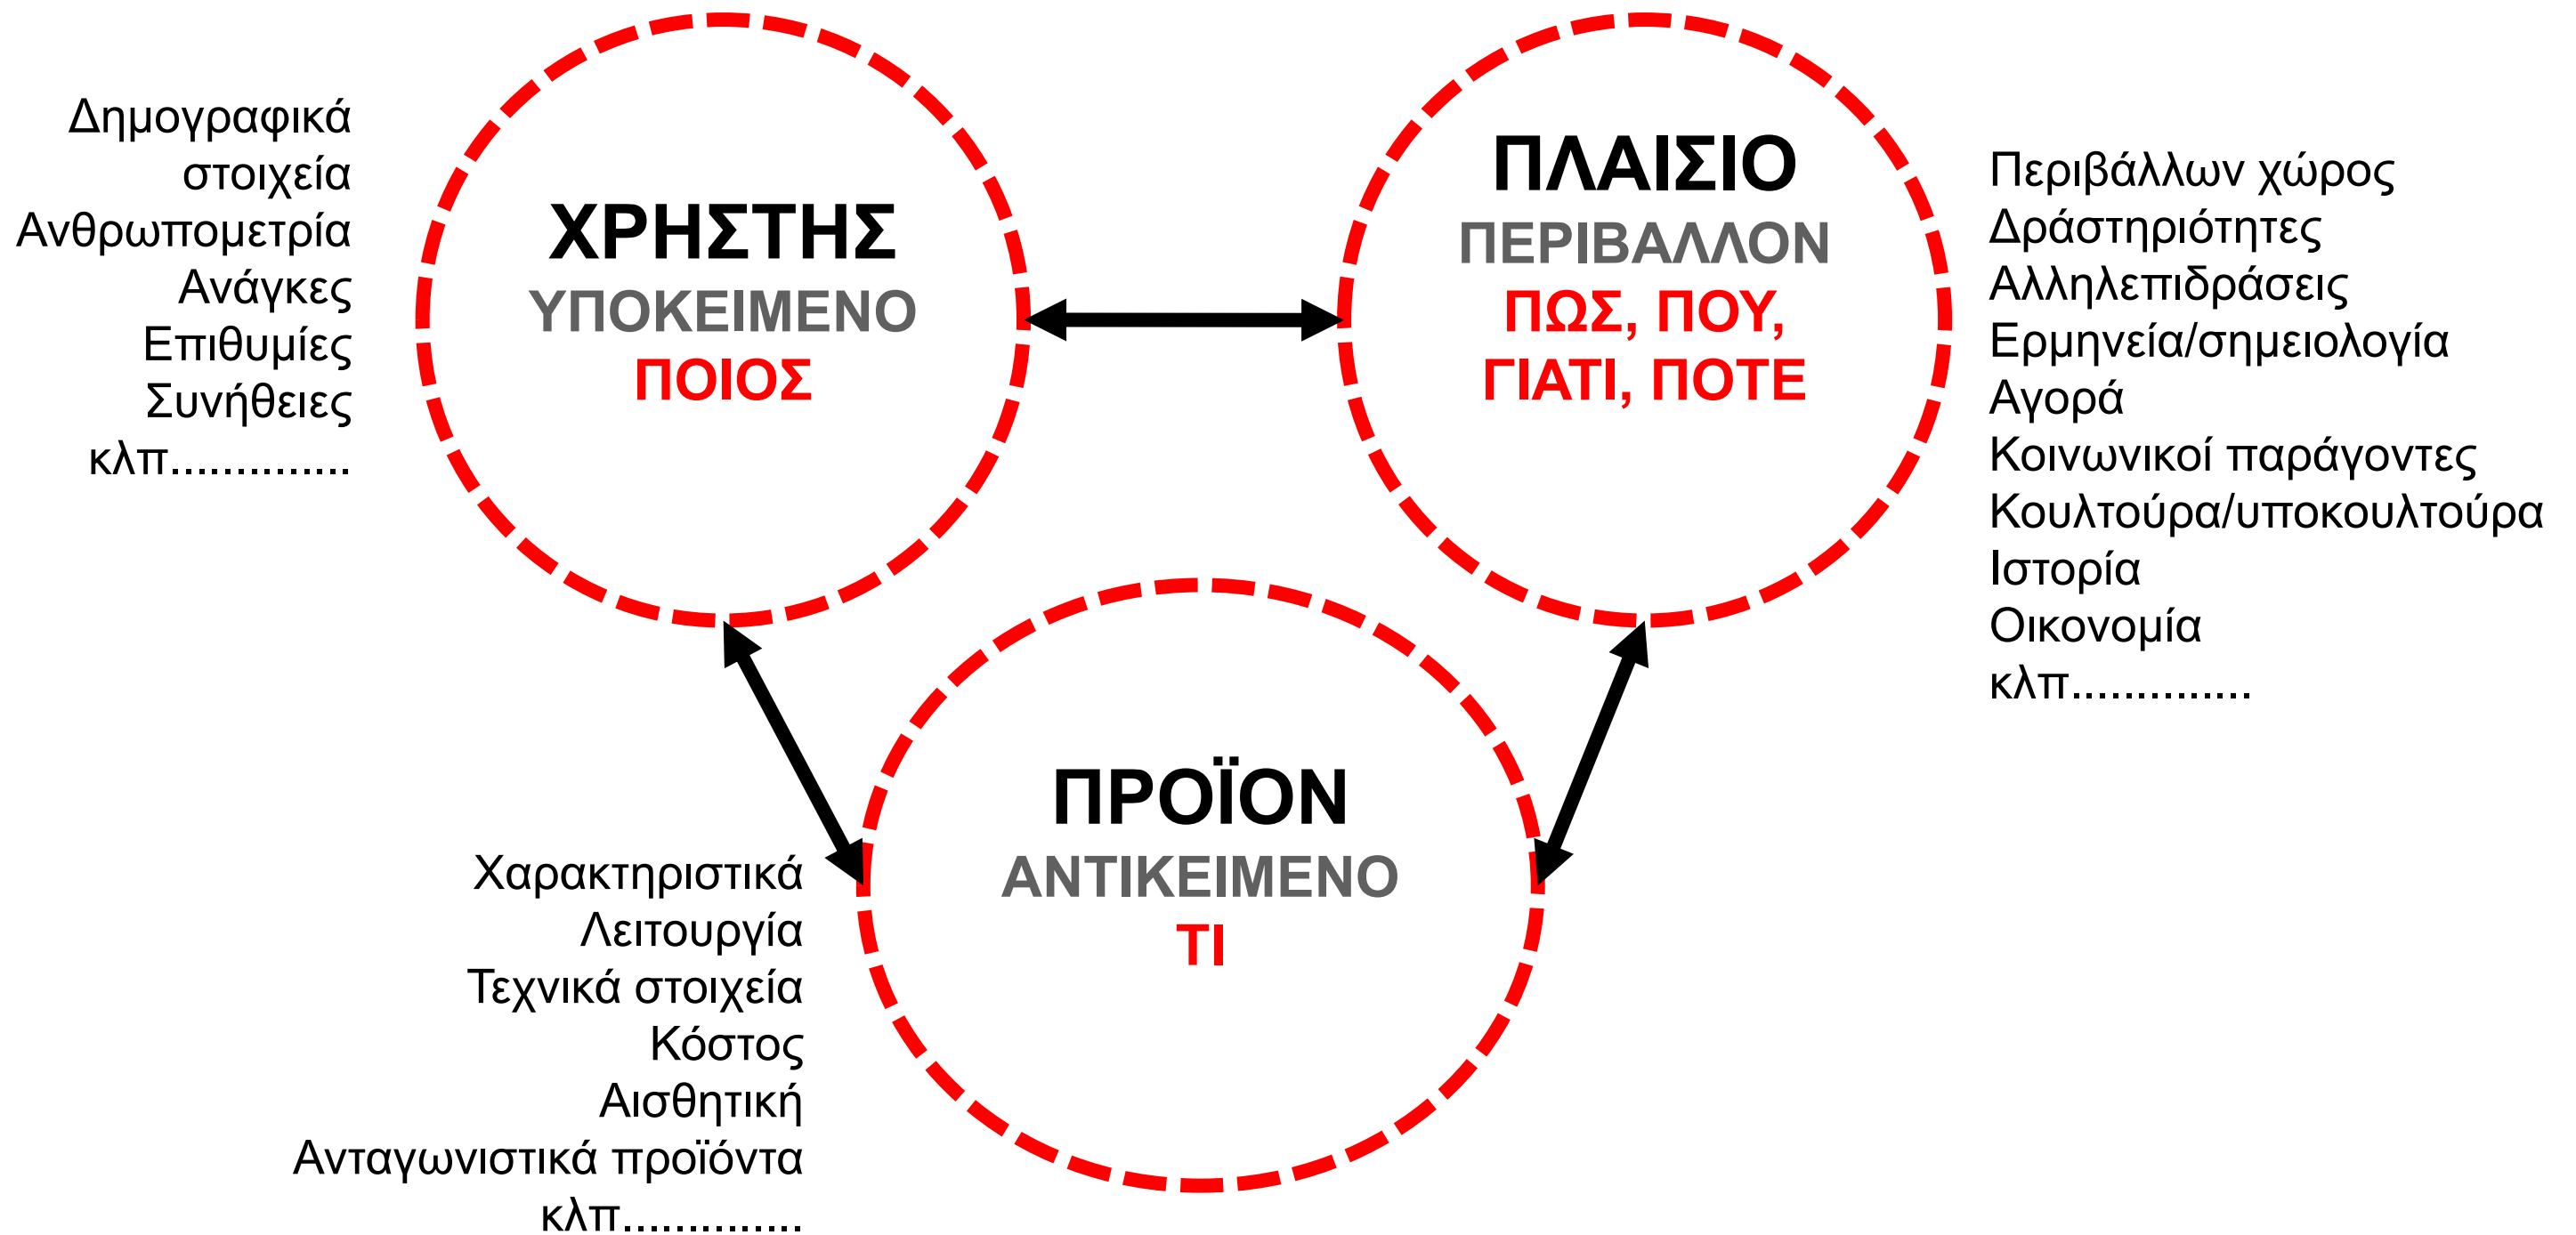 Δημογραφικά
στοιχεία
Ανθρωπομετρία
Ανάγκες
Επιθυμίες
Συνήθειες
κλπ..............
ΧΡΗΣΤΗΣ
ΥΠΟΚΕΙΜΕΝΟ
ΠΟΙΟΣ
ΠΛΑΙΣΙΟ
ΠΕΡΙΒΑΛΛΟΝ
ΠΩΣ, ΠΟΥ,
ΓΙΑΤΙ, ΠΟΤΕ
Περιβάλλων χώρος
Δράστηριότητες
Αλληλεπιδράσεις
Ερμηνεία/σημειολογία
Αγορά
Κοινωνικοί παράγοντες
Κουλτούρα/υποκουλτούρα
Ιστορία
Οικονομία
κλπ..............
ΠΡΟΪΟΝ
ΑΝΤΙΚΕΙΜΕΝΟ
ΤΙ
Χαρακτηριστικά
Λειτουργία
Τεχνικά στοιχεία
Κόστος
Αισθητική
Ανταγωνιστικά προϊόντα
κλπ..............